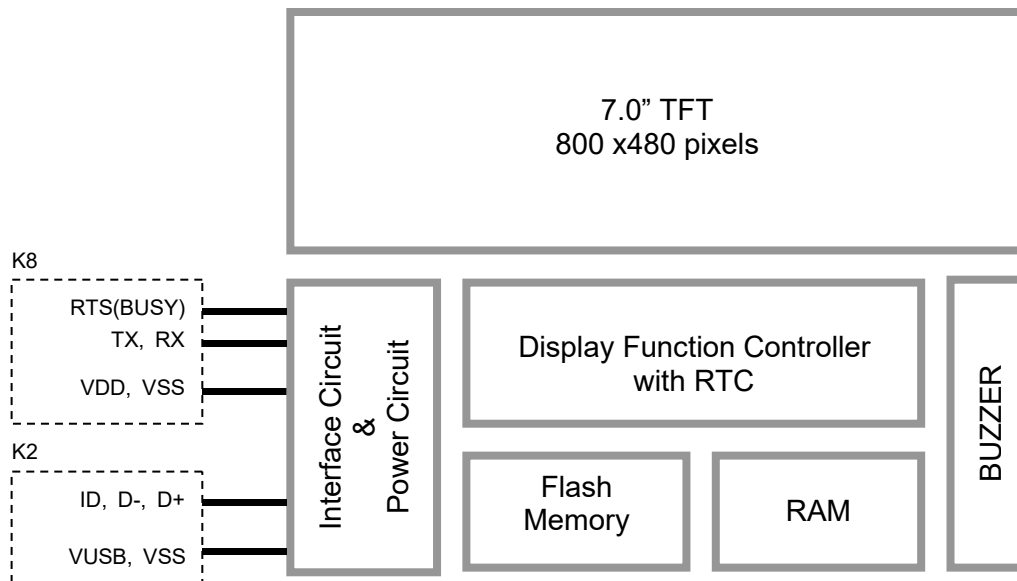 7.0” TFT
800 x480 pixels
K8
RTS(BUSY)
TX, RX
VDD, VSS
K2
ID, D-, D+
VUSB, VSS
Interface Circuit
&
Power Circuit
Display Function Controller
with RTC
Flash
Memory
RAM
BUZZER